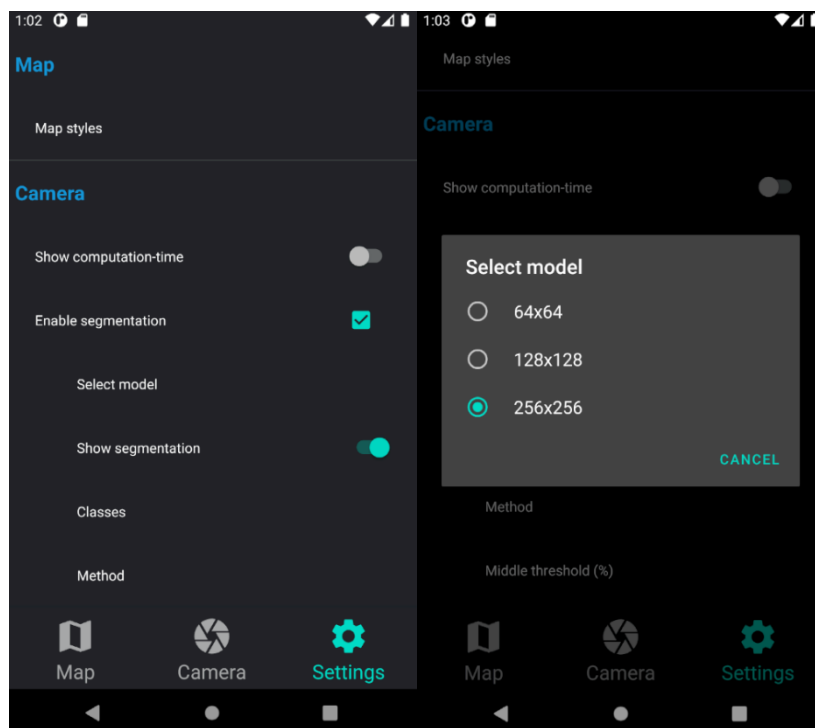 1:02
Map
Map styles
Camera
Show computation-time
Enable segmentation
Select model
Show segmentation
Classes
Method
Map Camera Settings
1:03
Map styles
Camera
Show computation-time
Select model
64x64
128x128
256x256
CANCEL
Method
Middle threshold (%)
Map Camera Settings